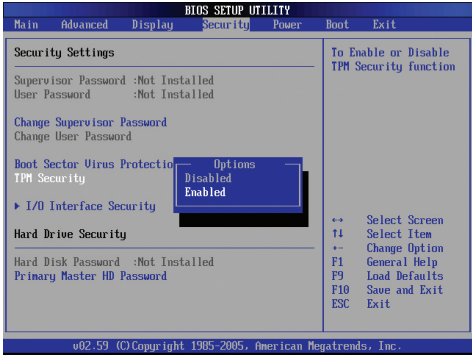 BIOS SETUP UTILITY
Main Advanced Display Security Power Boot Exit
Security Settings
Supervisor Password :Not Installed
User Password :Not Installed
Change Supervisor Password
Change User Password
Boot Sector Virus Protectio
TPM Security
Options
Disabled
Enabled
▶ I/O Interface Security
Hard Drive Security
Hard Disk Password :Not Installed
Primary Master HD Password
To Enable or Disable
TPM Security function
↔ Select Screen
↑↓ Select Item
+- Change Option
F1 General Help
F9 Load Defaults
F10 Save and Exit
ESC Exit
v02.59 (C)Copyright 1985-2005, American Megatrends, Inc.